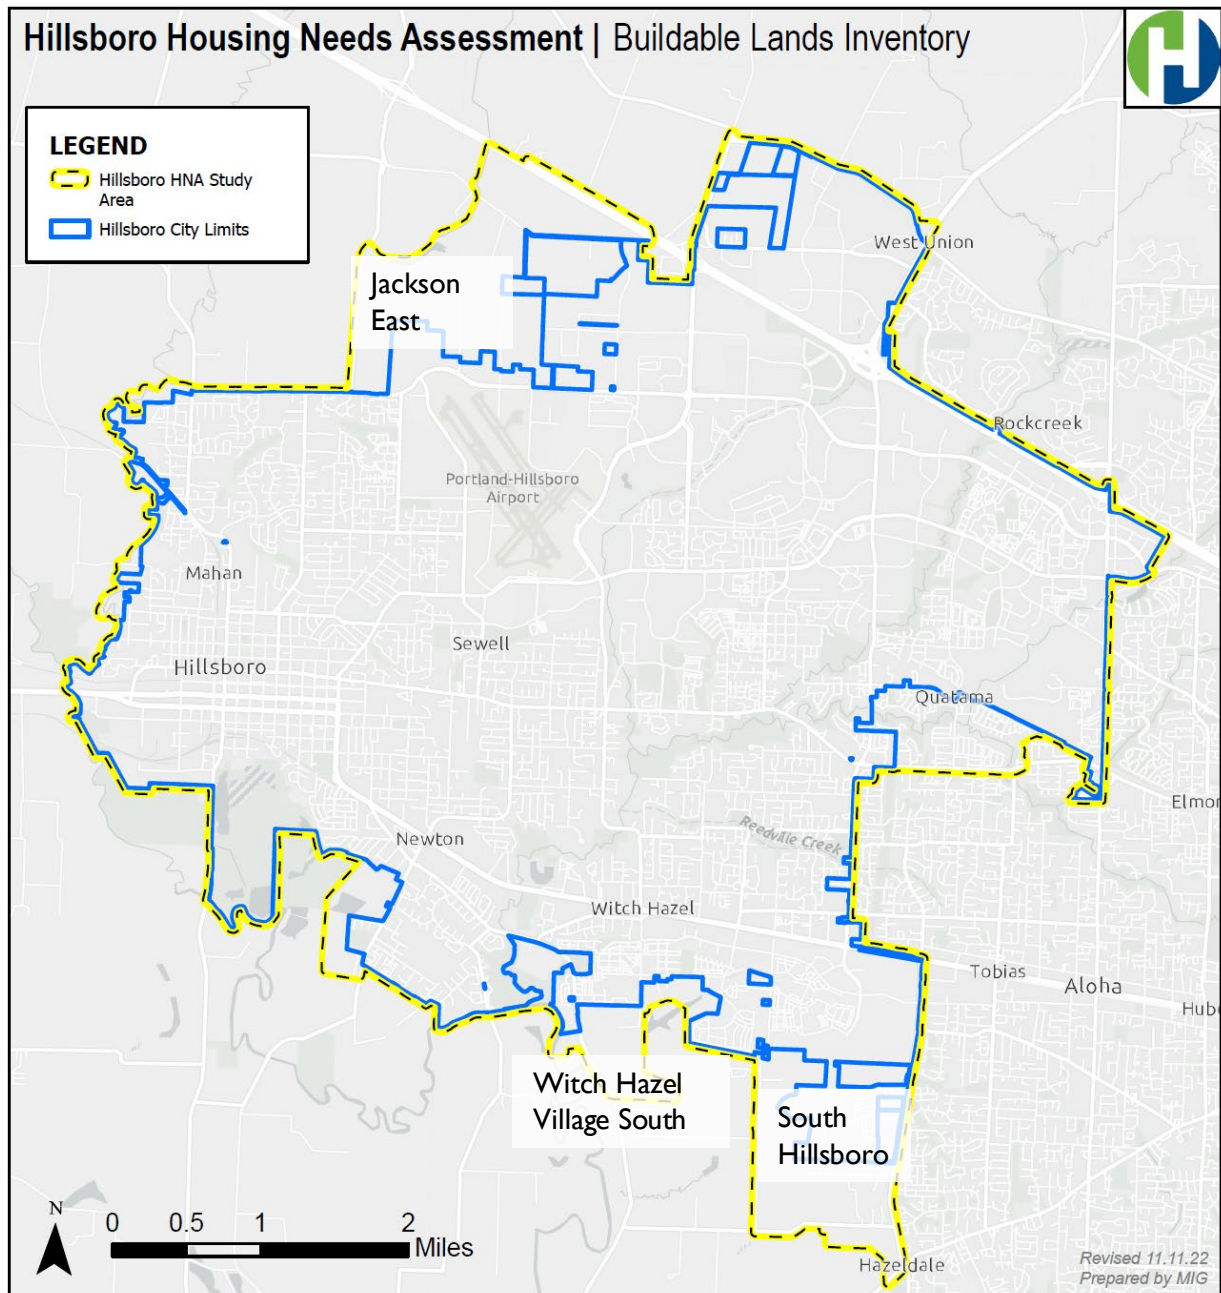 Hillsboro Housing Needs Assessment | Buildable Lands Inventory
H
LEGEND
Hillsboro HNA Study
Area
Hillsboro City Limits
West Union
Jackson
East
Rockcreek
Portland-Hillsboro
Airport
Mahan
Sewell
Hillsboro
Quatama
Elmon
Newton
Reedville Creek
Witch Hazel
Tobias
Aloha
Hube
Witch Hazel
Village South
South
Hillsboro
N
0 0.5 1 2
Miles
Hazeldale
Revised 11.11.22
Prepared by MIG